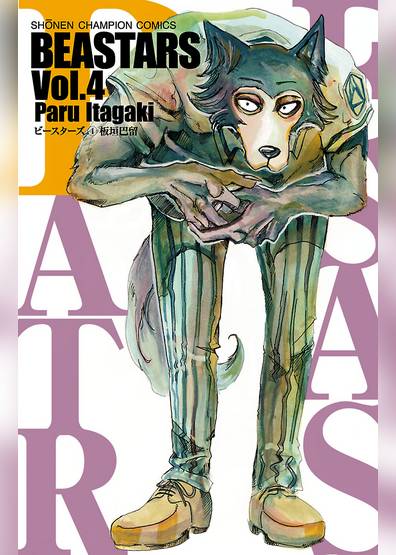 SHŌNEN CHAMPION COMICS
BEASTARS
Vol.4
Paru Itagaki
ビースターズ ④ 板垣巴留
BEASTARS